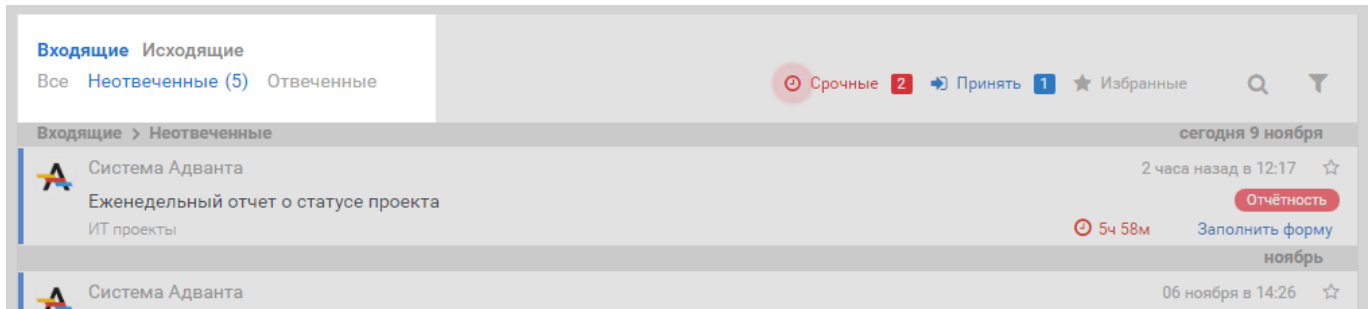 Входящие Исходящие
Все Неотвеченные (5) Отвеченные Срочные 2 Принять 1 Избранные
Входящие > Неотвеченные сегодня 9 ноября
Система Адванта 2 часа назад в 12:17
Еженедельный отчет о статусе проекта Отчётность
ИТ проекты 5ч 58м Заполнить форму
ноябрь
Система Адванта 06 ноября в 14:26